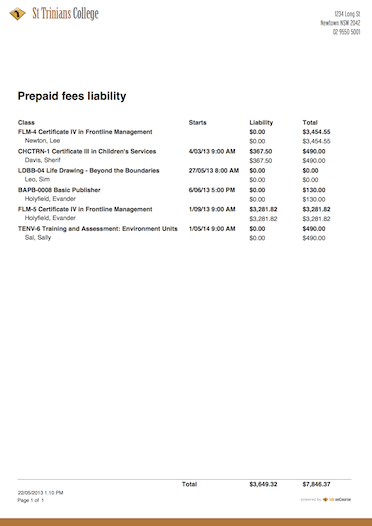 St Trinians College
1234 Long St
Newtown NSW 2042
02 9550 5001
Prepaid fees liability
Class Starts Liability Total
FLM-4 Certificate IV in Frontline Management $0.00 $3,454.55
Newton, Lee $0.00 $3,454.55
CHCTRN-1 Certificate III in Children's Services 4/03/13 9:00 AM $367.50 $490.00
Davis, Sherif $367.50 $490.00
LDBB-04 Life Drawing - Beyond the Boundaries 27/05/13 8:00 AM $0.00 $0.00
Leo, Sim $0.00 $0.00
BAPB-0008 Basic Publisher 6/06/13 5:00 PM $0.00 $130.00
Holyfield, Evander $0.00 $130.00
FLM-5 Certificate IV in Frontline Management 1/09/13 9:00 AM $3,281.82 $3,281.82
Holyfield, Evander $3,281.82 $3,281.82
TENV-6 Training and Assessment: Environment Units 1/05/14 9:00 AM $0.00 $490.00
Sal, Sally $0.00 $490.00
Total $3,649.32 $7,846.37
22/05/2013 1.10 PM
Page 1 of 1
powered by ish onCourse